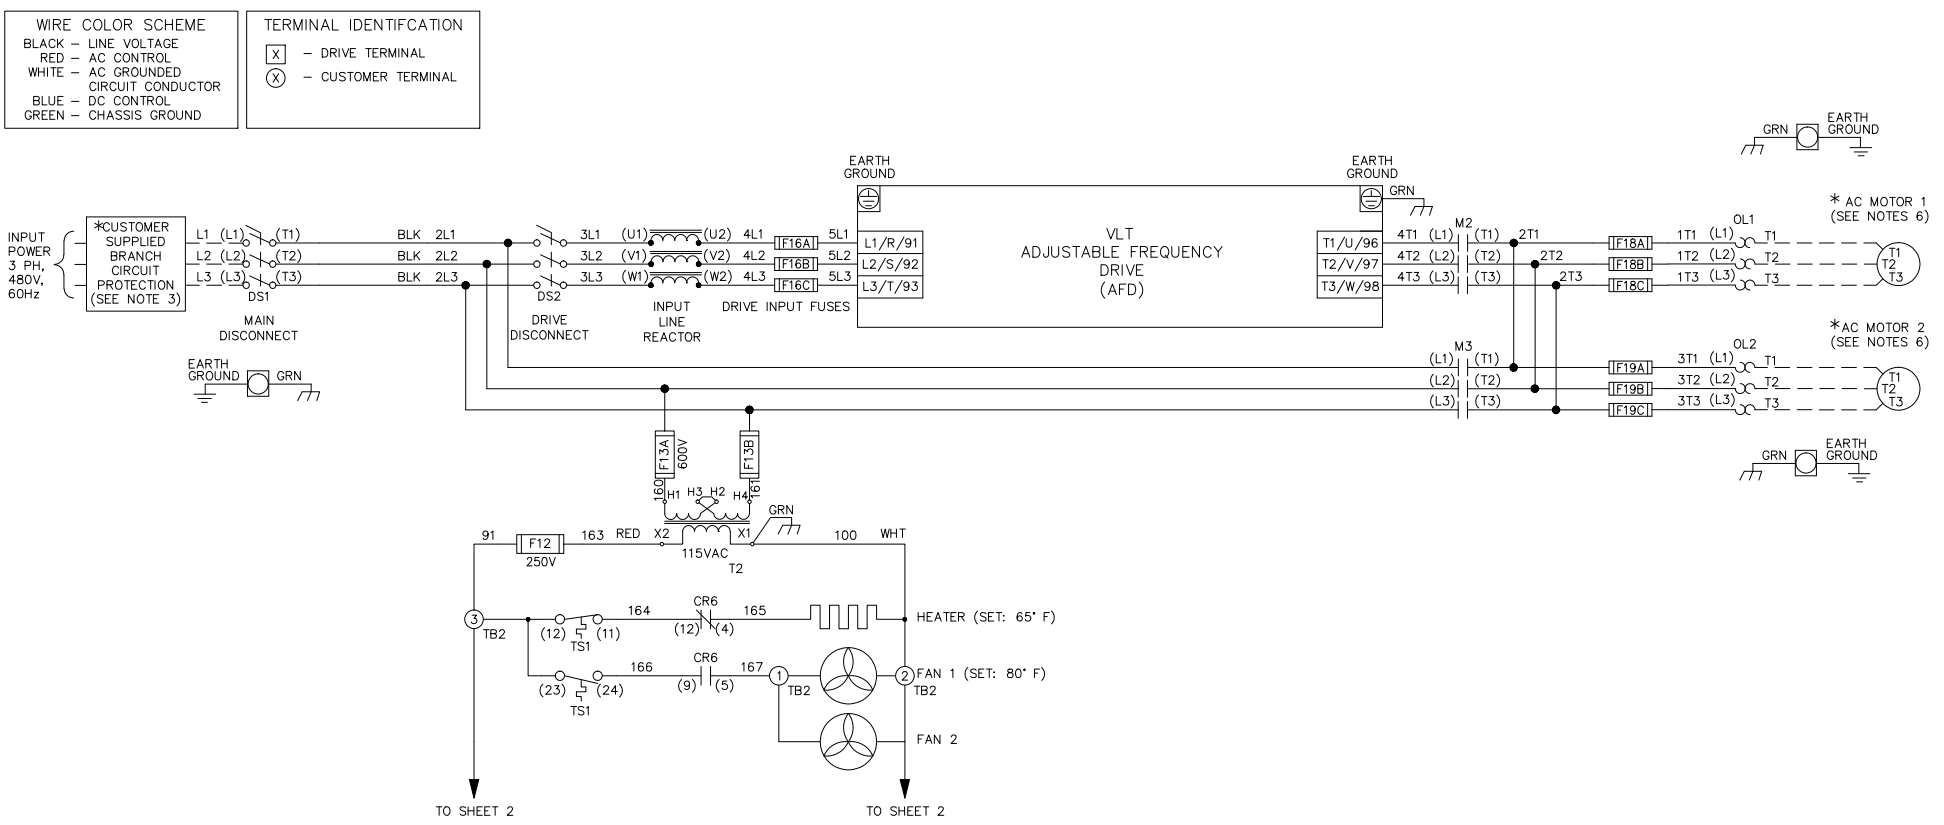 WIRE COLOR SCHEME
BLACK – LINE VOLTAGE
RED – AC CONTROL
WHITE – AC GROUNDED
CIRCUIT CONDUCTOR
BLUE – DC CONTROL
GREEN – CHASSIS GROUND
TERMINAL IDENTIFCATION
X – DRIVE TERMINAL
X – CUSTOMER TERMINAL
INPUT
POWER
3 PH,
480V,
60Hz
*CUSTOMER
SUPPLIED
BRANCH
CIRCUIT
PROTECTION
(SEE NOTE 3)
L1 (L1) (T1) BLK 2L1 3L1 (U1) (U2) 4L1 F16A 5L1 L1/R/91
L2 (L2) (T2) BLK 2L2 3L2 (V1) (V2) 4L2 F16B 5L2 L2/S/92
L3 (L3) (T3) BLK 2L3 3L3 (W1) (W2) 4L3 F16C 5L3 L3/T/93
DS1
MAIN
DISCONNECT
DS2
DRIVE
DISCONNECT
INPUT
LINE
REACTOR
DRIVE INPUT FUSES
EARTH
GROUND
VLT
ADJUSTABLE FREQUENCY
DRIVE
(AFD)
EARTH
GROUND
GRN
M2
T1/U/96 4T1 (L1) (T1) 2T1 F18A 1T1 (L1) T1
T2/V/97 4T2 (L2) (T2) 2T2 F18B 1T2 (L2) T2
T3/W/98 4T3 (L3) (T3) 2T3 F18C 1T3 (L3) T3
OL1
GRN
EARTH
GROUND
* AC MOTOR 1
(SEE NOTES 6)
T1
T2
T3
M3
(L1) (T1) F19A 3T1 (L1) T1
(L2) (T2) F19B 3T2 (L2) T2
(L3) (T3) F19C 3T3 (L3) T3
OL2
*AC MOTOR 2
(SEE NOTES 6)
T1
T2
T3
GRN
EARTH
GROUND
EARTH
GROUND
GRN
F13A
600V
F13B
160
161
H1 H3 H2 H4
GRN
91 F12 163 RED X2 X1 100 WHT
250V
115VAC
T2
3
TB2
164 CR6 165
(12) (11) (12) (4)
TS1
HEATER (SET: 65° F)
166 CR6 167 1 2
(23) (24) (9) (5) TB2 TB2
TS1
FAN 1 (SET: 80° F)
FAN 2
TO SHEET 2
TO SHEET 2